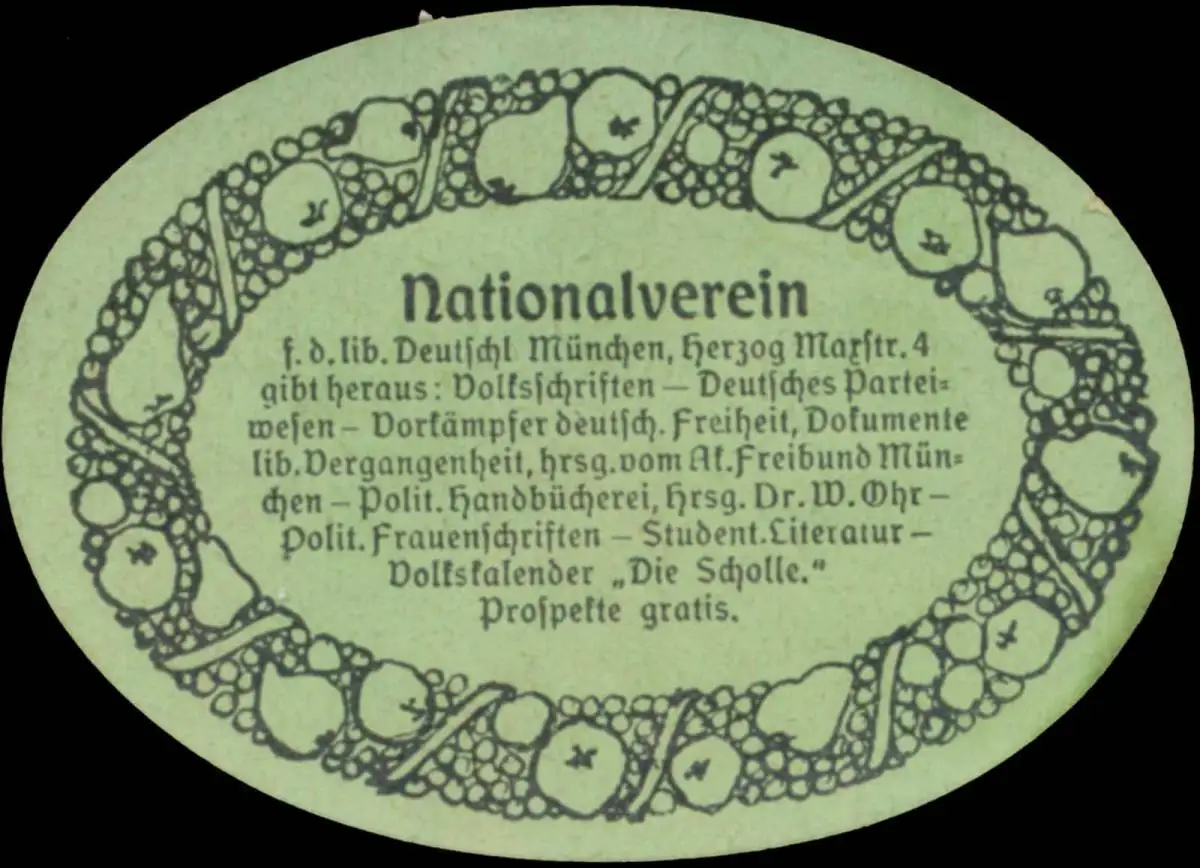 Nationalverein
f. d. lib. Deutschl München, Herzog Maxstr. 4
gibt heraus: Volksschriften – Deutsches Partei=
wesen – Vorkämpfer deutsch. Freiheit, Dokumente
lib. Vergangenheit, hrsg. vom Ak. Freibund Mün=
chen – Polit. Handbücherei, hrsg. Dr. W. Ohr –
Polit. Frauenschriften – Student. Literatur –
Volkskalender „Die Scholle.“
Prospekte gratis.